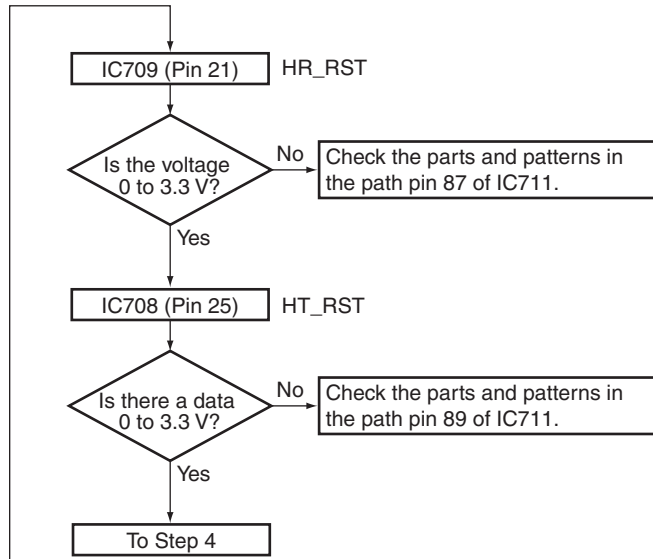 IC709 (Pin 21) HR_RST
Is the voltage
0 to 3.3 V?
No
Check the parts and patterns in
the path pin 87 of IC711.
Yes
IC708 (Pin 25) HT_RST
Is there a data
0 to 3.3 V?
No
Check the parts and patterns in
the path pin 89 of IC711.
Yes
To Step 4